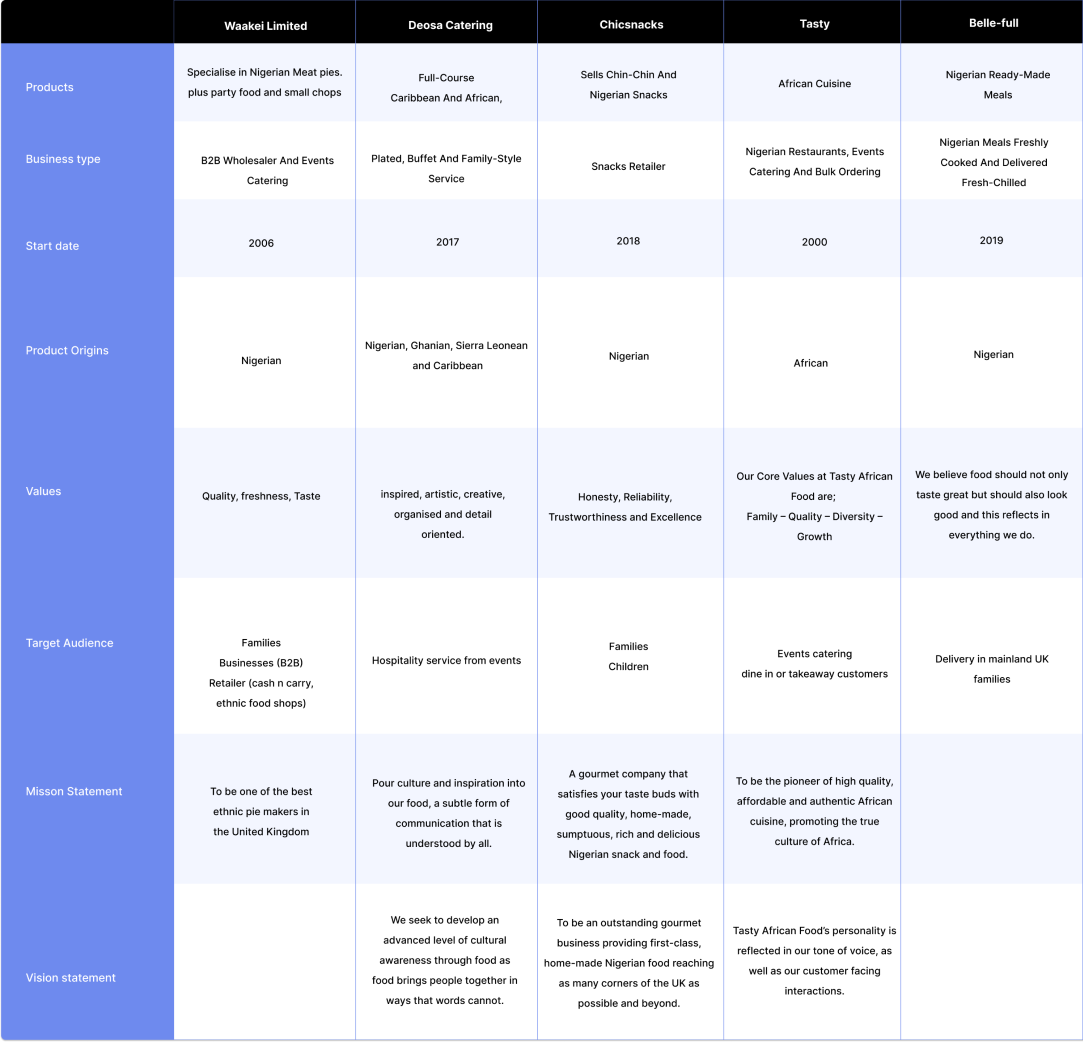 Waakei Limited
Deosa Catering
Chicsnacks
Tasty
Belle-full
Products
Specialise in Nigerian Meat pies.
plus party food and small chops
Full-Course
Caribbean And African,
Sells Chin-Chin And
Nigerian Snacks
African Cuisine
Nigerian Ready-Made
Meals
Business type
B2B Wholesaler And Events
Catering
Plated, Buffet And Family-Style
Service
Snacks Retailer
Nigerian Restaurants, Events
Catering And Bulk Ordering
Nigerian Meals Freshly
Cooked And Delivered
Fresh-Chilled
Start date
2006
2017
2018
2000
2019
Product Origins
Nigerian
Nigerian, Ghanian, Sierra Leonean
and Caribbean
Nigerian
African
Nigerian
Values
Quality, freshness, Taste
inspired, artistic, creative,
organised and detail
oriented.
Honesty, Reliability,
Trustworthiness and Excellence
Our Core Values at Tasty African
Food are;
Family – Quality – Diversity –
Growth
We believe food should not only
taste great but should also look
good and this reflects in
everything we do.
Target Audience
Families
Businesses (B2B)
Retailer (cash n carry,
ethnic food shops)
Hospitality service from events
Families
Children
Events catering
dine in or takeaway customers
Delivery in mainland UK
families
Misson Statement
To be one of the best
ethnic pie makers in
the United Kingdom
Pour culture and inspiration into
our food, a subtle form of
communication that is
understood by all.
A gourmet company that
satisfies your taste buds with
good quality, home-made,
sumptuous, rich and delicious
Nigerian snack and food.
To be the pioneer of high quality,
affordable and authentic African
cuisine, promoting the true
culture of Africa.
Vision statement
We seek to develop an
advanced level of cultural
awareness through food as
food brings people together in
ways that words cannot.
To be an outstanding gourmet
business providing first-class,
home-made Nigerian food reaching
as many corners of the UK as
possible and beyond.
Tasty African Food's personality is
reflected in our tone of voice, as
well as our customer facing
interactions.